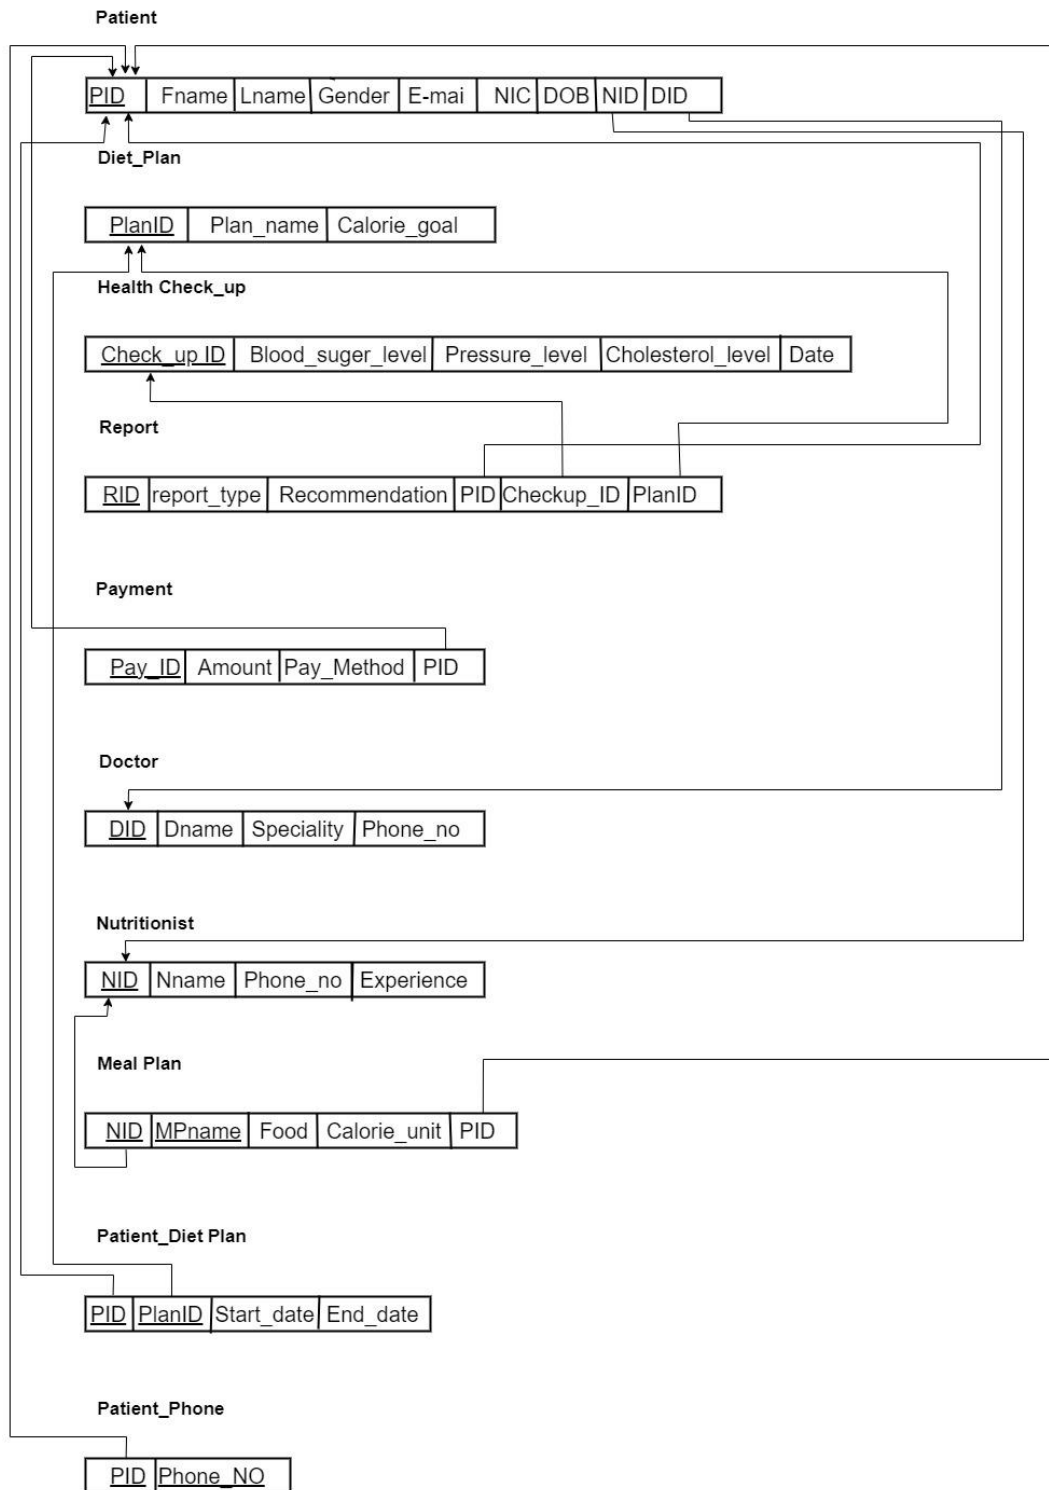 Patient
PID Fname Lname Gender E-mai NIC DOB NID DID
Diet_Plan
PlanID Plan_name Calorie_goal
Health Check_up
Check_up ID Blood_suger_level Pressure_level Cholesterol_level Date
Report
RID report_type Recommendation PID Checkup_ID PlanID
Payment
Pay_ID Amount Pay_Method PID
Doctor
DID Dname Speciality Phone_no
Nutritionist
NID Nname Phone_no Experience
Meal Plan
NID MPname Food Calorie_unit PID
Patient_Diet Plan
PID PlanID Start_date End_date
Patient_Phone
PID Phone_NO